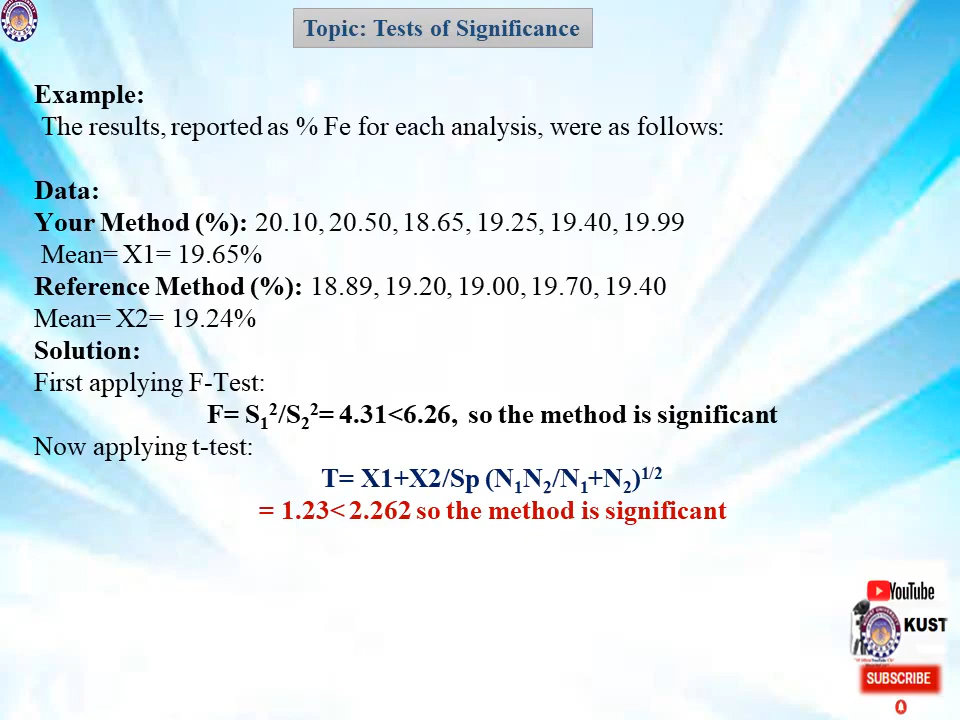 Topic: Tests of Significance
Example:
The results, reported as % Fe for each analysis, were as follows:
Data:
Your Method (%): 20.10, 20.50, 18.65, 19.25, 19.40, 19.99
Mean= X1= 19.65%
Reference Method (%): 18.89, 19.20, 19.00, 19.70, 19.40
Mean= X2= 19.24%
Solution:
First applying F-Test:
F= S₁²/S₂²= 4.31<6.26, so the method is significant
Now applying t-test:
T= X1+X2/Sp (N₁N₂/N₁+N₂)¹/²
= 1.23< 2.262 so the method is significant
YouTube
KUST
SUBSCRIBE
0